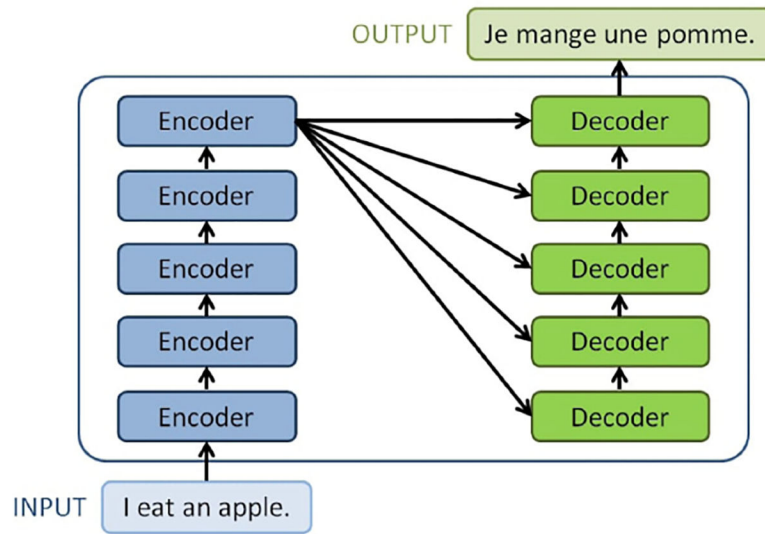 OUTPUT Je mange une pomme.
Encoder Decoder
Encoder Decoder
Encoder Decoder
Encoder Decoder
Encoder Decoder
INPUT I eat an apple.